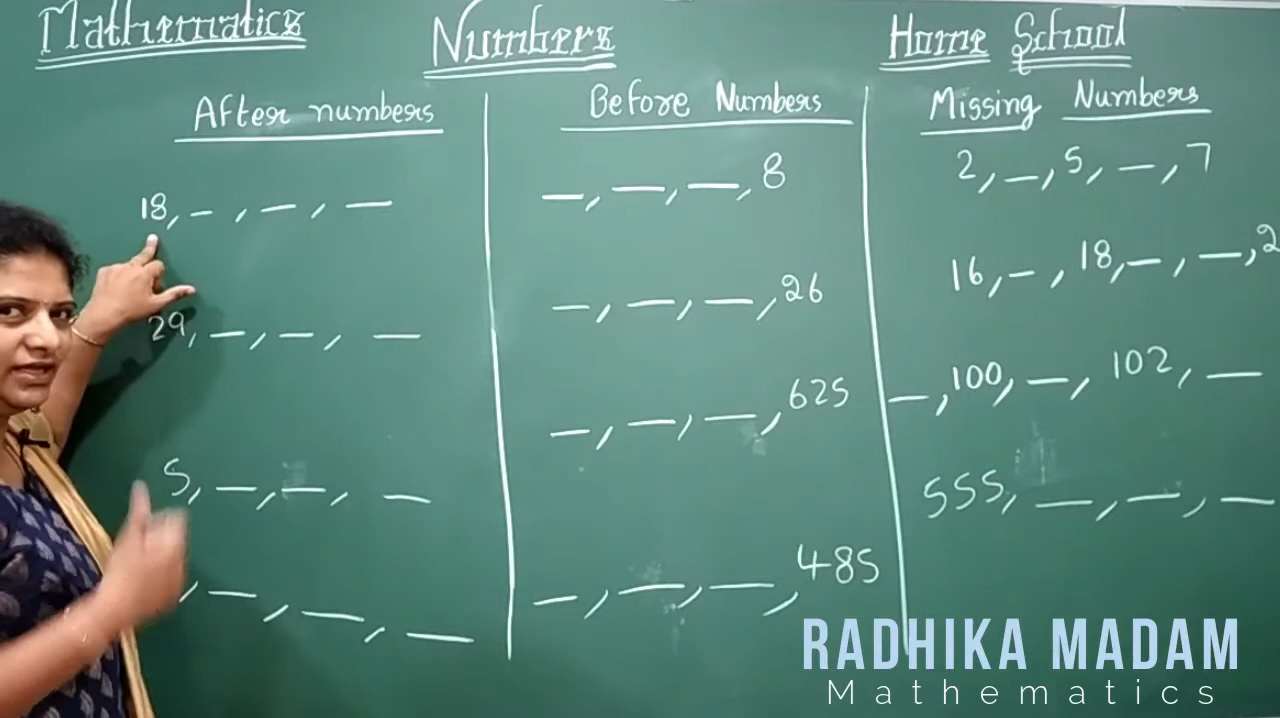 Mathematics
Numbers
Home School
After numbers
18, _, _, _
29, _, _, _
5, _, _, _
, _, _, _
Before Numbers
_, _, _, 8
_, _, _, 26
_, _, _, 625
_, _, _, 485
Missing Numbers
2, _, 5, _, 7
16, _, 18, _, _, 2
_, 100, _, 102, _
555, _, _, _
RADHIKA MADAM
Mathematics